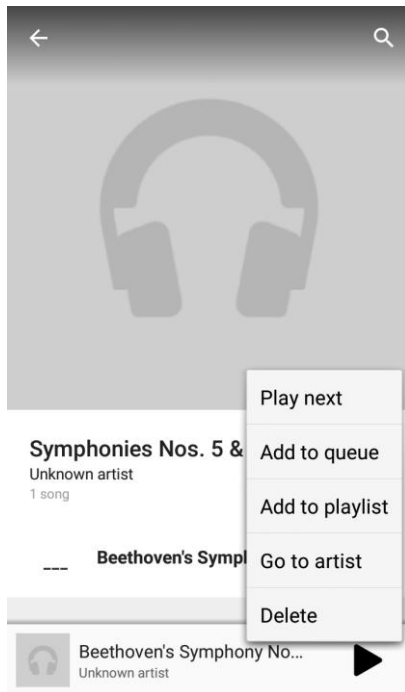 Play next
Symphonies Nos. 5 &
Add to queue
Unknown artist
1 song
Add to playlist
Beethoven's Symp
Go to artist
Delete
Beethoven's Symphony No...
Unknown artist